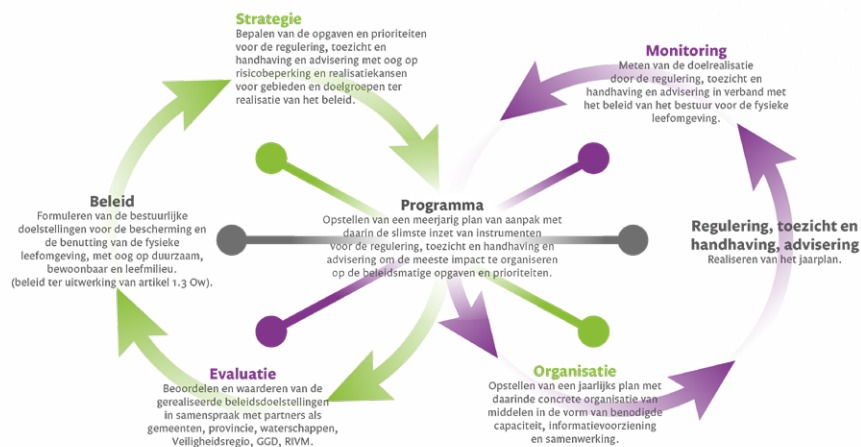 Strategie
Bepalen van de opgaven en prioriteiten
voor de regulering, toezicht en
handhaving en advisering met oog op
risicobeperking en realisatiekansen
voor gebieden en doelgroepen ter
realisatie van het beleid.
Monitoring
Meten van de doelrealisatie
door de regulering, toezicht en
handhaving en advisering in verband met
het beleid van het bestuur voor de fysieke
leefomgeving.
Beleid
Formuleren van de bestuurlijke
doelstellingen voor de bescherming en
de benutting van de fysieke
leefomgeving, met oog op duurzaam,
bewoonbaar en leefmilieu.
(beleid ter uitwerking van artikel 1.3 Ow).
Programma
Opstellen van een meerjarig plan van aanpak met
daarin de slimste inzet van instrumenten
voor de regulering, toezicht en handhaving en
advisering om de meeste impact te organiseren
op de beleidsmatige opgaven en prioriteiten.
Regulering, toezicht en
handhaving, advisering
Realiseren van het jaarplan.
Evaluatie
Beoordelen en waarderen van de
gerealiseerde beleidsdoelstellingen
in samenspraak met partners als
gemeenten, provincie, waterschappen,
Veiligheidsregio, GGD, RIVM.
Organisatie
Opstellen van een jaarlijks plan met
daarinde concrete organisatie van
middelen in de vorm van benodigde
capaciteit, informatievoorziening
en samenwerking.